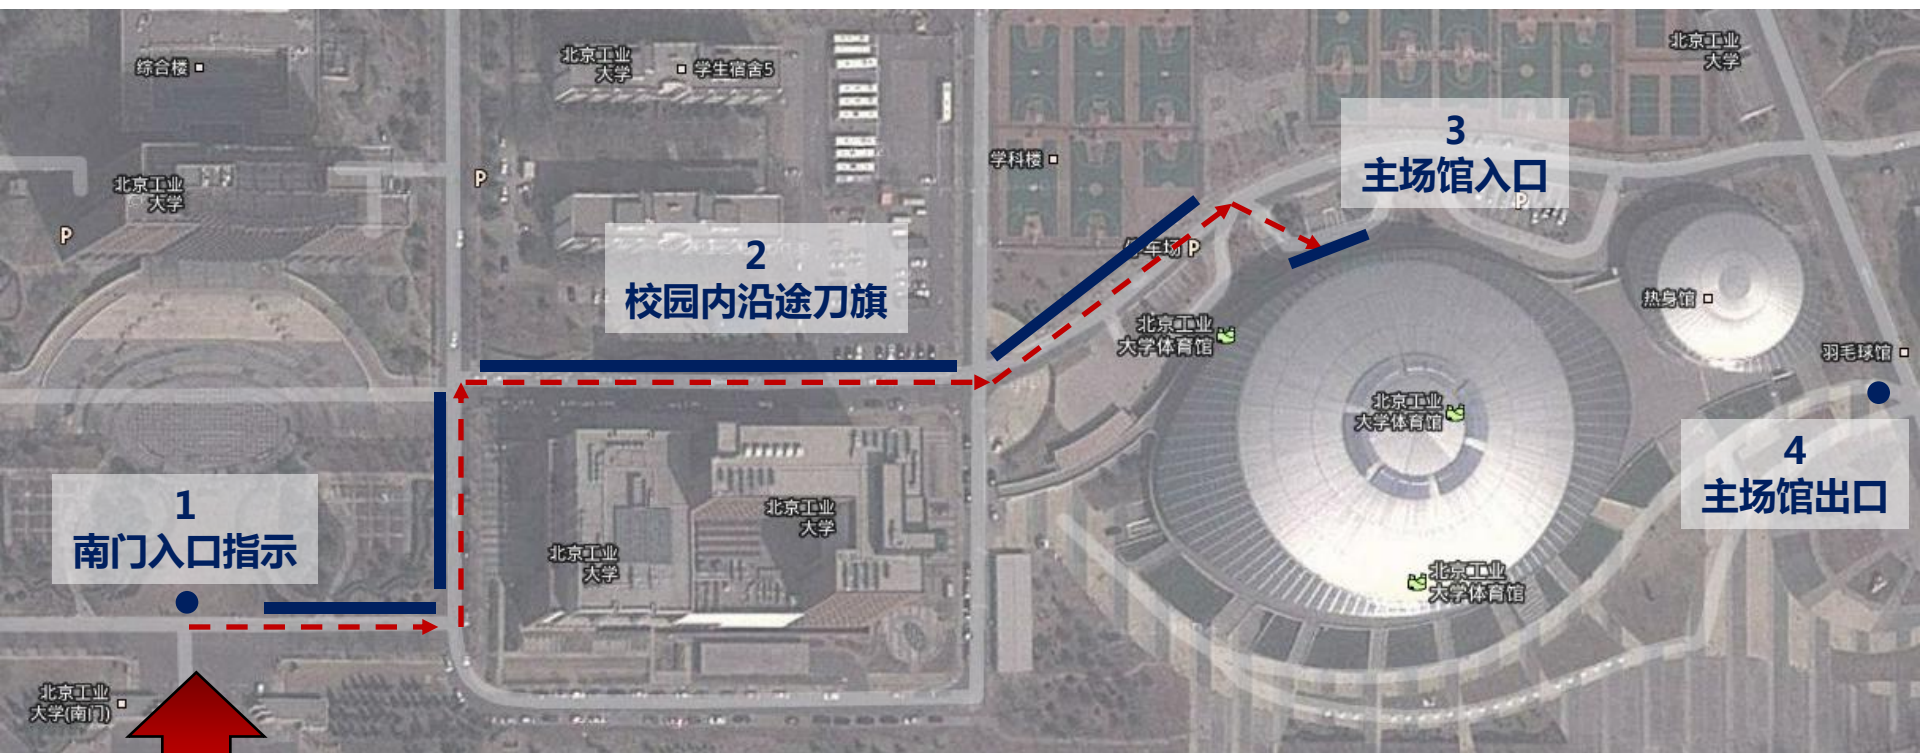 综合楼
北京工业
大学
学生宿舍5
北京工业
大学
学科楼
3
主场馆入口
北京工业
大学
P
P
P
停车场 P
2
校园内沿途刀旗
热身馆
北京工业
大学体育馆
羽毛球馆
北京工业
大学体育馆
4
主场馆出口
1
南门入口指示
北京工业
大学
北京工业
大学
北京工业
大学体育馆
北京工业
大学(南门)